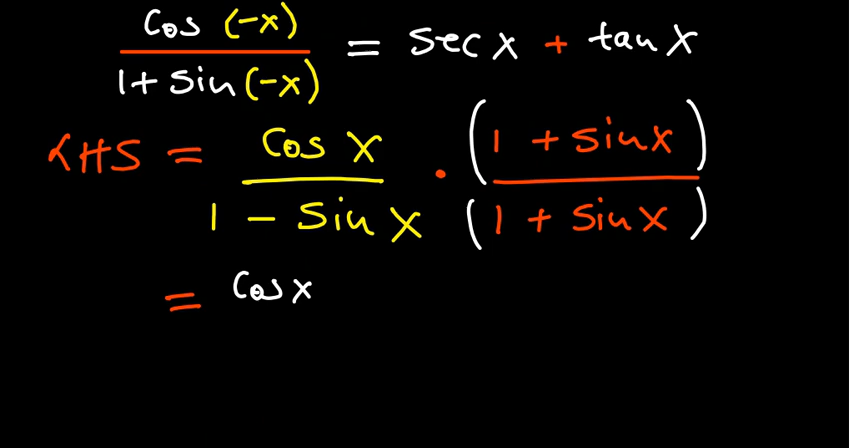 cos (-x) / 1 + sin (-x) = sec x + tan x
LHS = cos x / 1 - sin x · (1 + sin x) / (1 + sin x)
= cos x